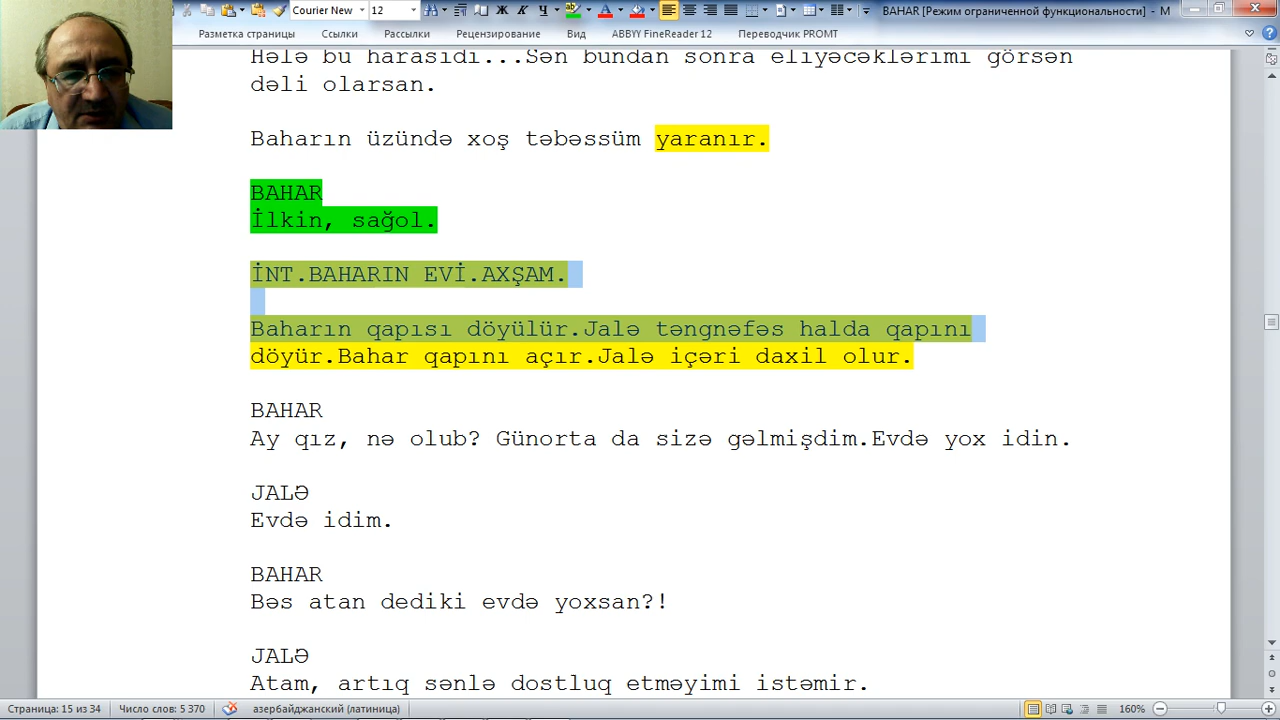 Courier New
12
Ж К Ч
BAHAR [Режим ограниченной функциональности] - M
Разметка страницы Ссылки Рассылки Рецензирование Вид ABBYY FineReader 12 Переводчик PROMT
Hələ bu harasıdı...Sən bundan sonra eliyəcəklərimi görsən
dəli olarsan.
Baharın üzündə xoş təbəssüm yaranır.
BAHAR
İlkin, sağol.
İNT.BAHARIN EVİ.AXŞAM.
Baharın qapısı döyülür.Jalə təngnəfəs halda qapını
döyür.Bahar qapını açır.Jalə içəri daxil olur.
BAHAR
Ay qız, nə olub? Günorta da sizə gəlmişdim.Evdə yox idin.
JALƏ
Evdə idim.
BAHAR
Bəs atan dediki evdə yoxsan?!
JALƏ
Atam, artıq sənlə dostluq etməyimi istəmir.
Страница: 15 из 34 Число слов: 5 370 азербайджанский (латиница) 160%